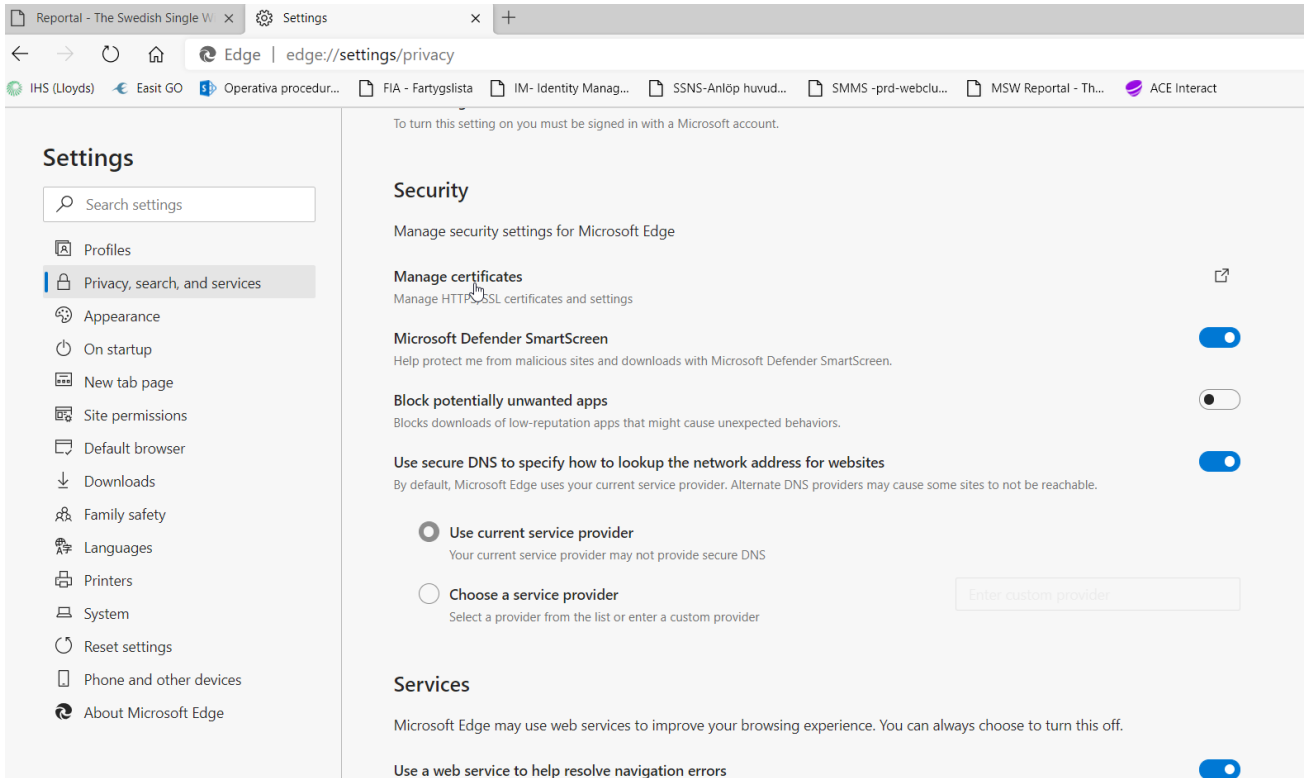 Reportal - The Swedish Single W
Settings
Edge | edge://settings/privacy
IHS (Lloyds)
Easit GO
Operativa procedur...
FIA - Fartygslista
IM- Identity Manag...
SSNS-Anlöp huvud...
SMMS -prd-webclu...
MSW Reportal - Th...
ACE Interact
Settings
Search settings
Profiles
Privacy, search, and services
Appearance
On startup
New tab page
Site permissions
Default browser
Downloads
Family safety
Languages
Printers
System
Reset settings
Phone and other devices
About Microsoft Edge
To turn this setting on you must be signed in with a Microsoft account.
Security
Manage security settings for Microsoft Edge
Manage certificates
Manage HTTPS/SSL certificates and settings
Microsoft Defender SmartScreen
Help protect me from malicious sites and downloads with Microsoft Defender SmartScreen.
Block potentially unwanted apps
Blocks downloads of low-reputation apps that might cause unexpected behaviors.
Use secure DNS to specify how to lookup the network address for websites
By default, Microsoft Edge uses your current service provider. Alternate DNS providers may cause some sites to not be reachable.
Use current service provider
Your current service provider may not provide secure DNS
Choose a service provider
Select a provider from the list or enter a custom provider
Enter custom provider
Services
Microsoft Edge may use web services to improve your browsing experience. You can always choose to turn this off.
Use a web service to help resolve navigation errors